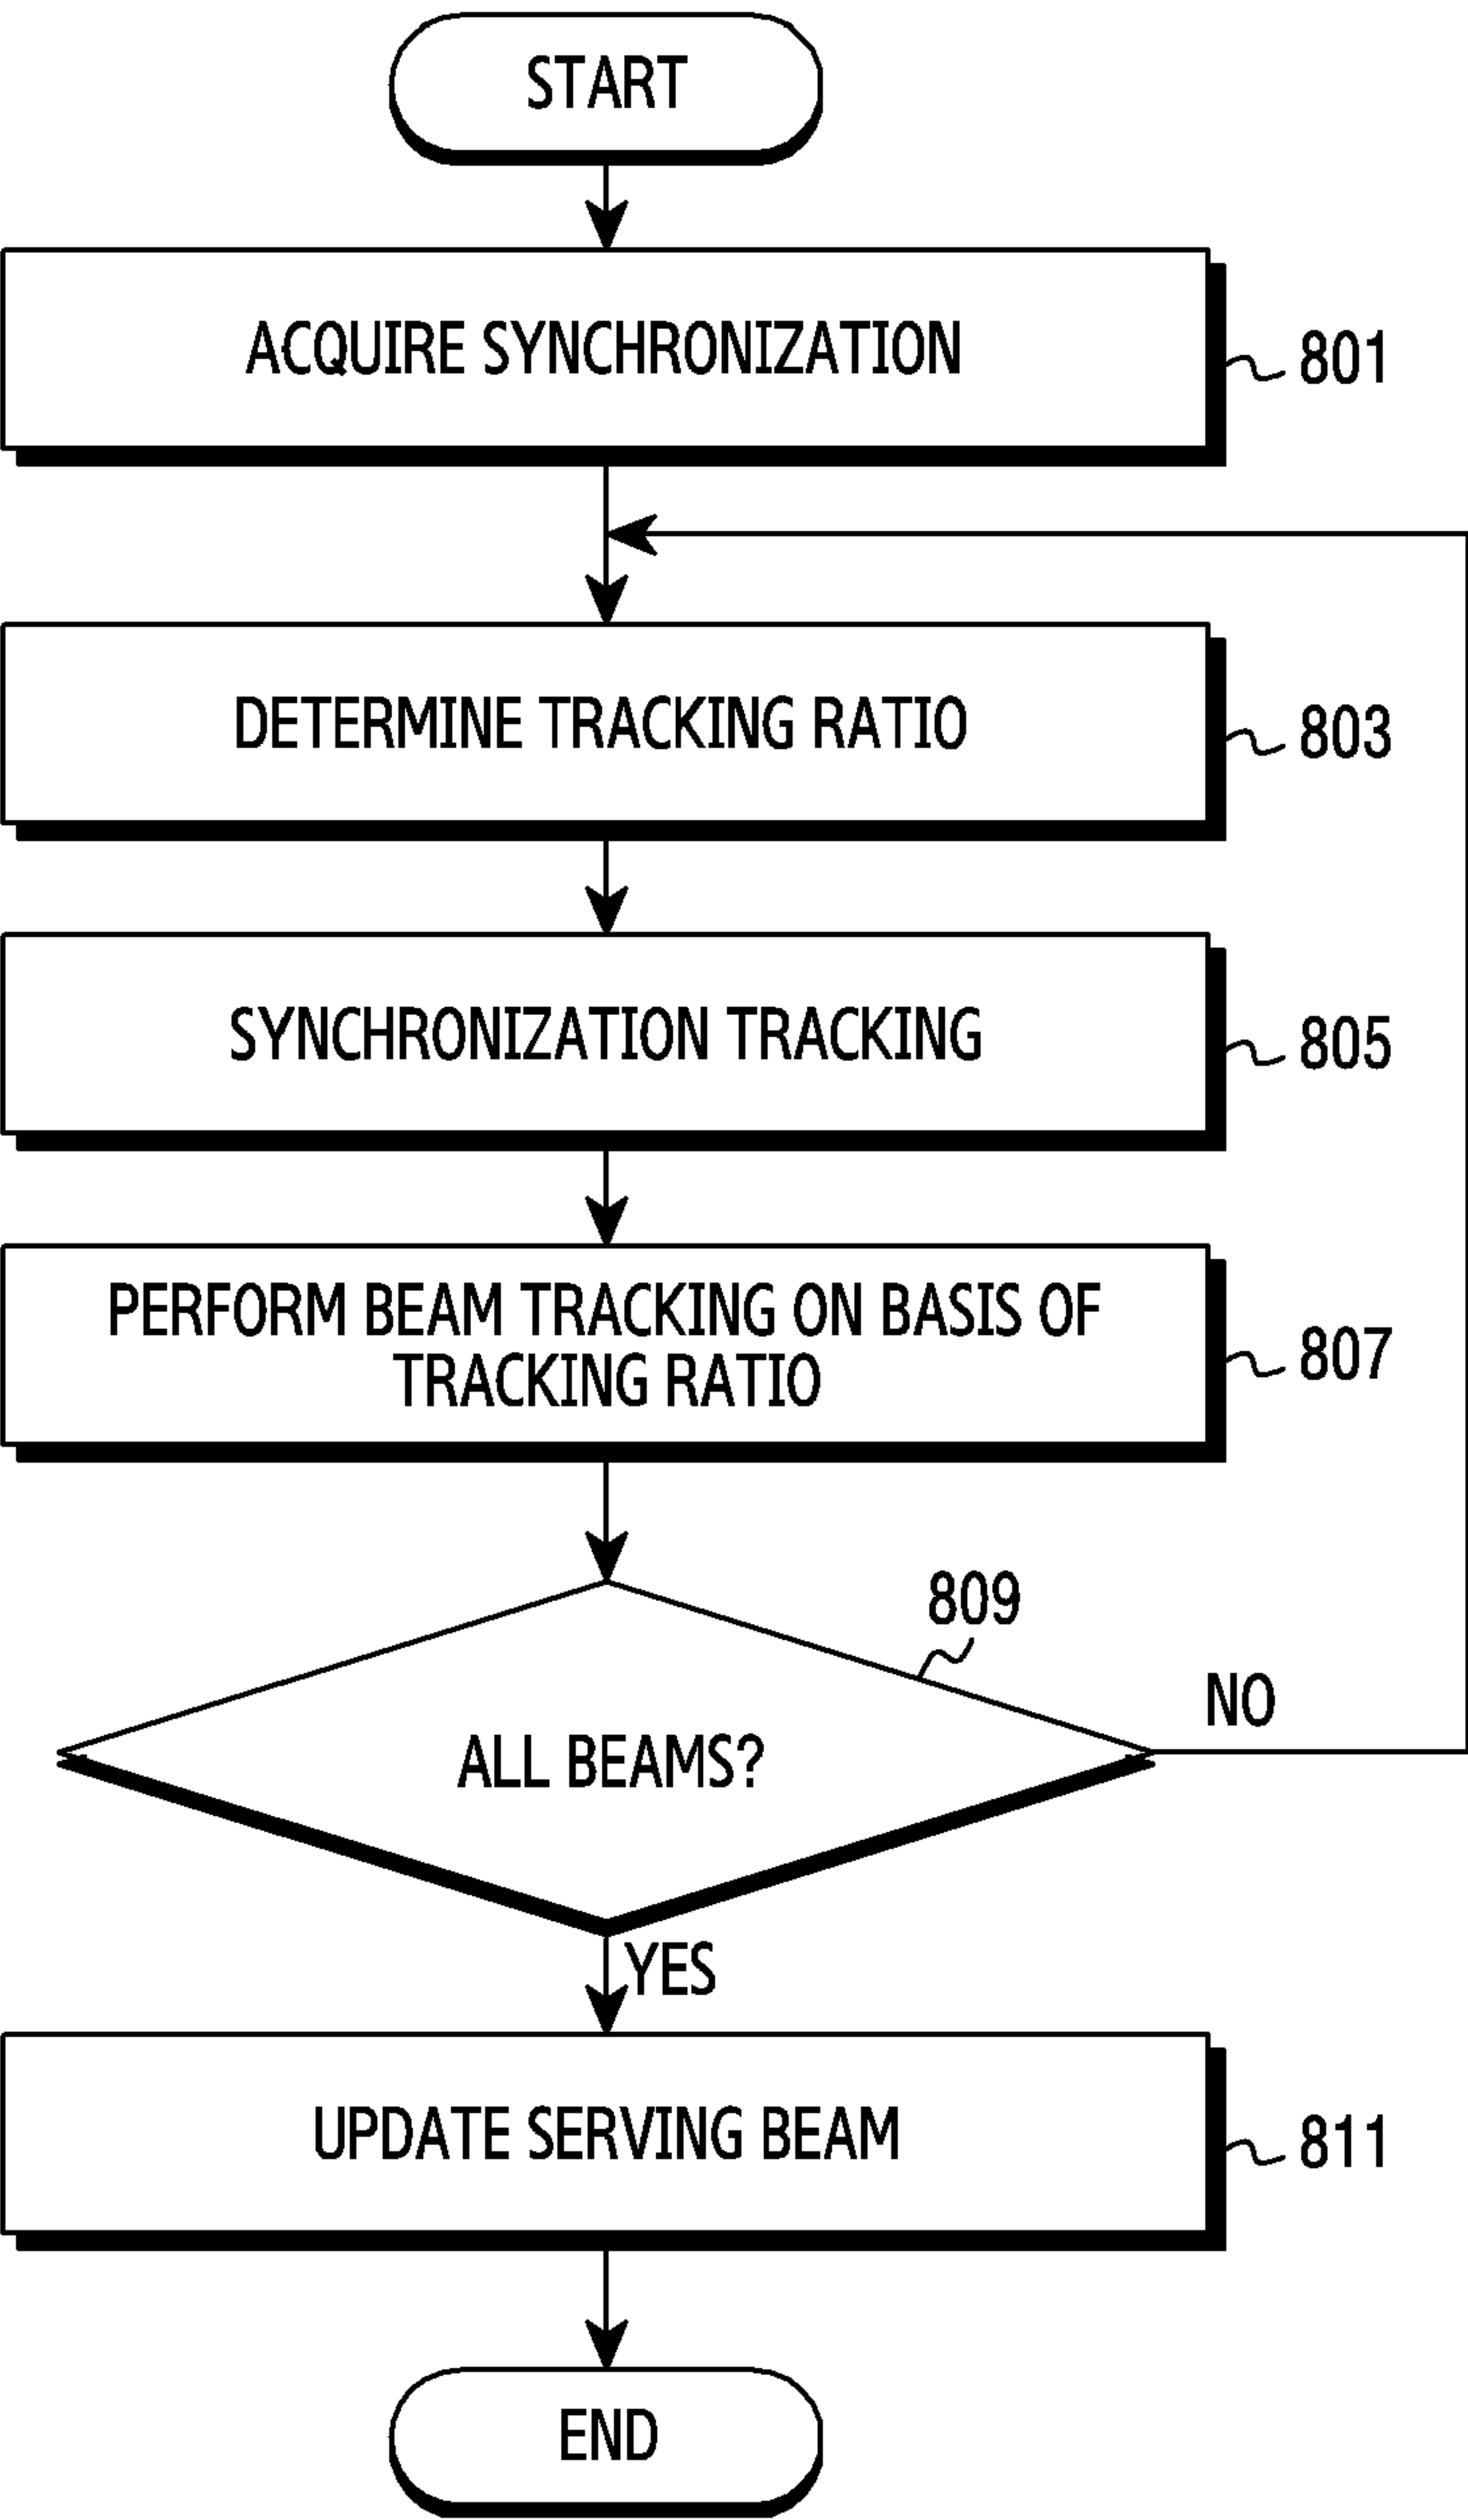 START
ACQUIRE SYNCHRONIZATION
801
DETERMINE TRACKING RATIO
803
SYNCHRONIZATION TRACKING
805
PERFORM BEAM TRACKING ON BASIS OF
TRACKING RATIO
807
809
ALL BEAMS?
NO
YES
UPDATE SERVING BEAM
811
END